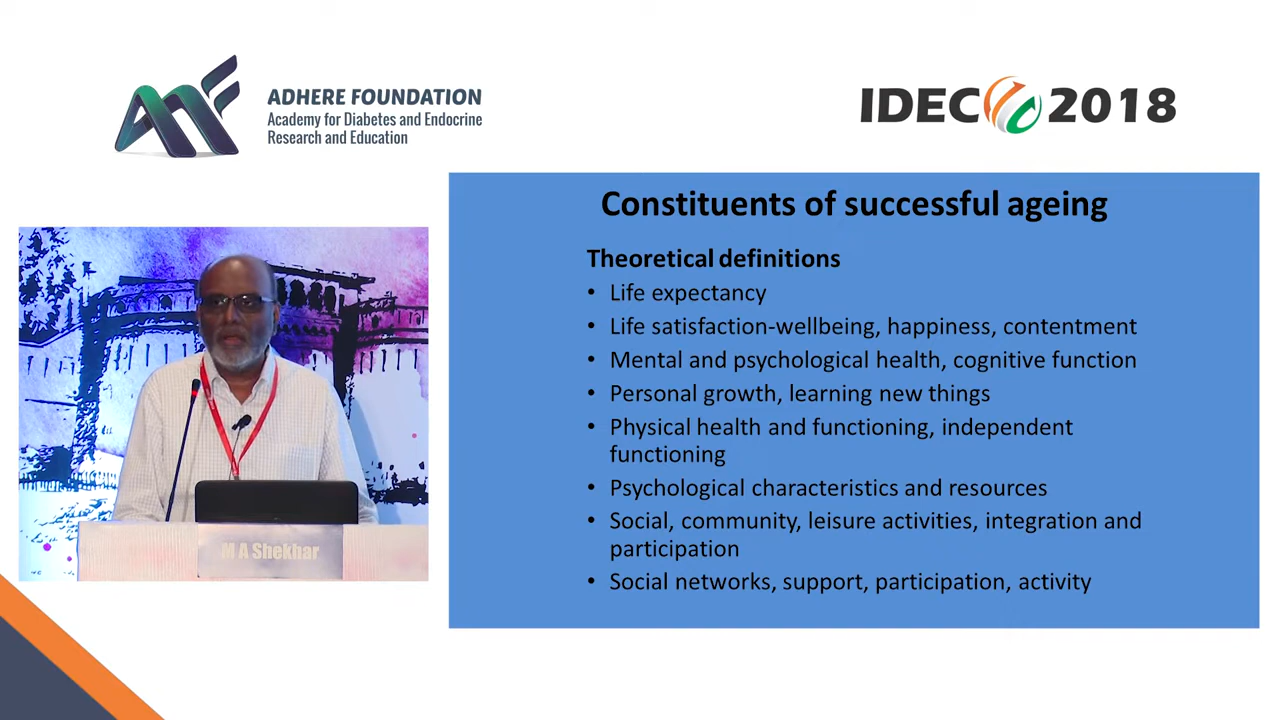 ADHERE FOUNDATION
Academy for Diabetes and Endocrine
Research and Education
IDEC 2018
Constituents of successful ageing
Theoretical definitions
• Life expectancy
• Life satisfaction-wellbeing, happiness, contentment
• Mental and psychological health, cognitive function
• Personal growth, learning new things
• Physical health and functioning, independent
functioning
• Psychological characteristics and resources
• Social, community, leisure activities, integration and
participation
• Social networks, support, participation, activity
M A Shekhar